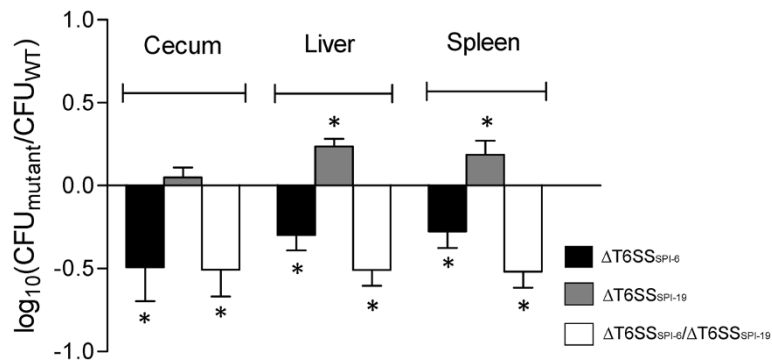 log10(CFUmutant/CFUWT)
1.0
0.5
0.0
-0.5
-1.0
Cecum
Liver
Spleen
*
*
*
*
*
*
*
*
ΔT6SSSPI-6
ΔT6SSSPI-19
ΔT6SSSPI-6/ΔT6SSSPI-19